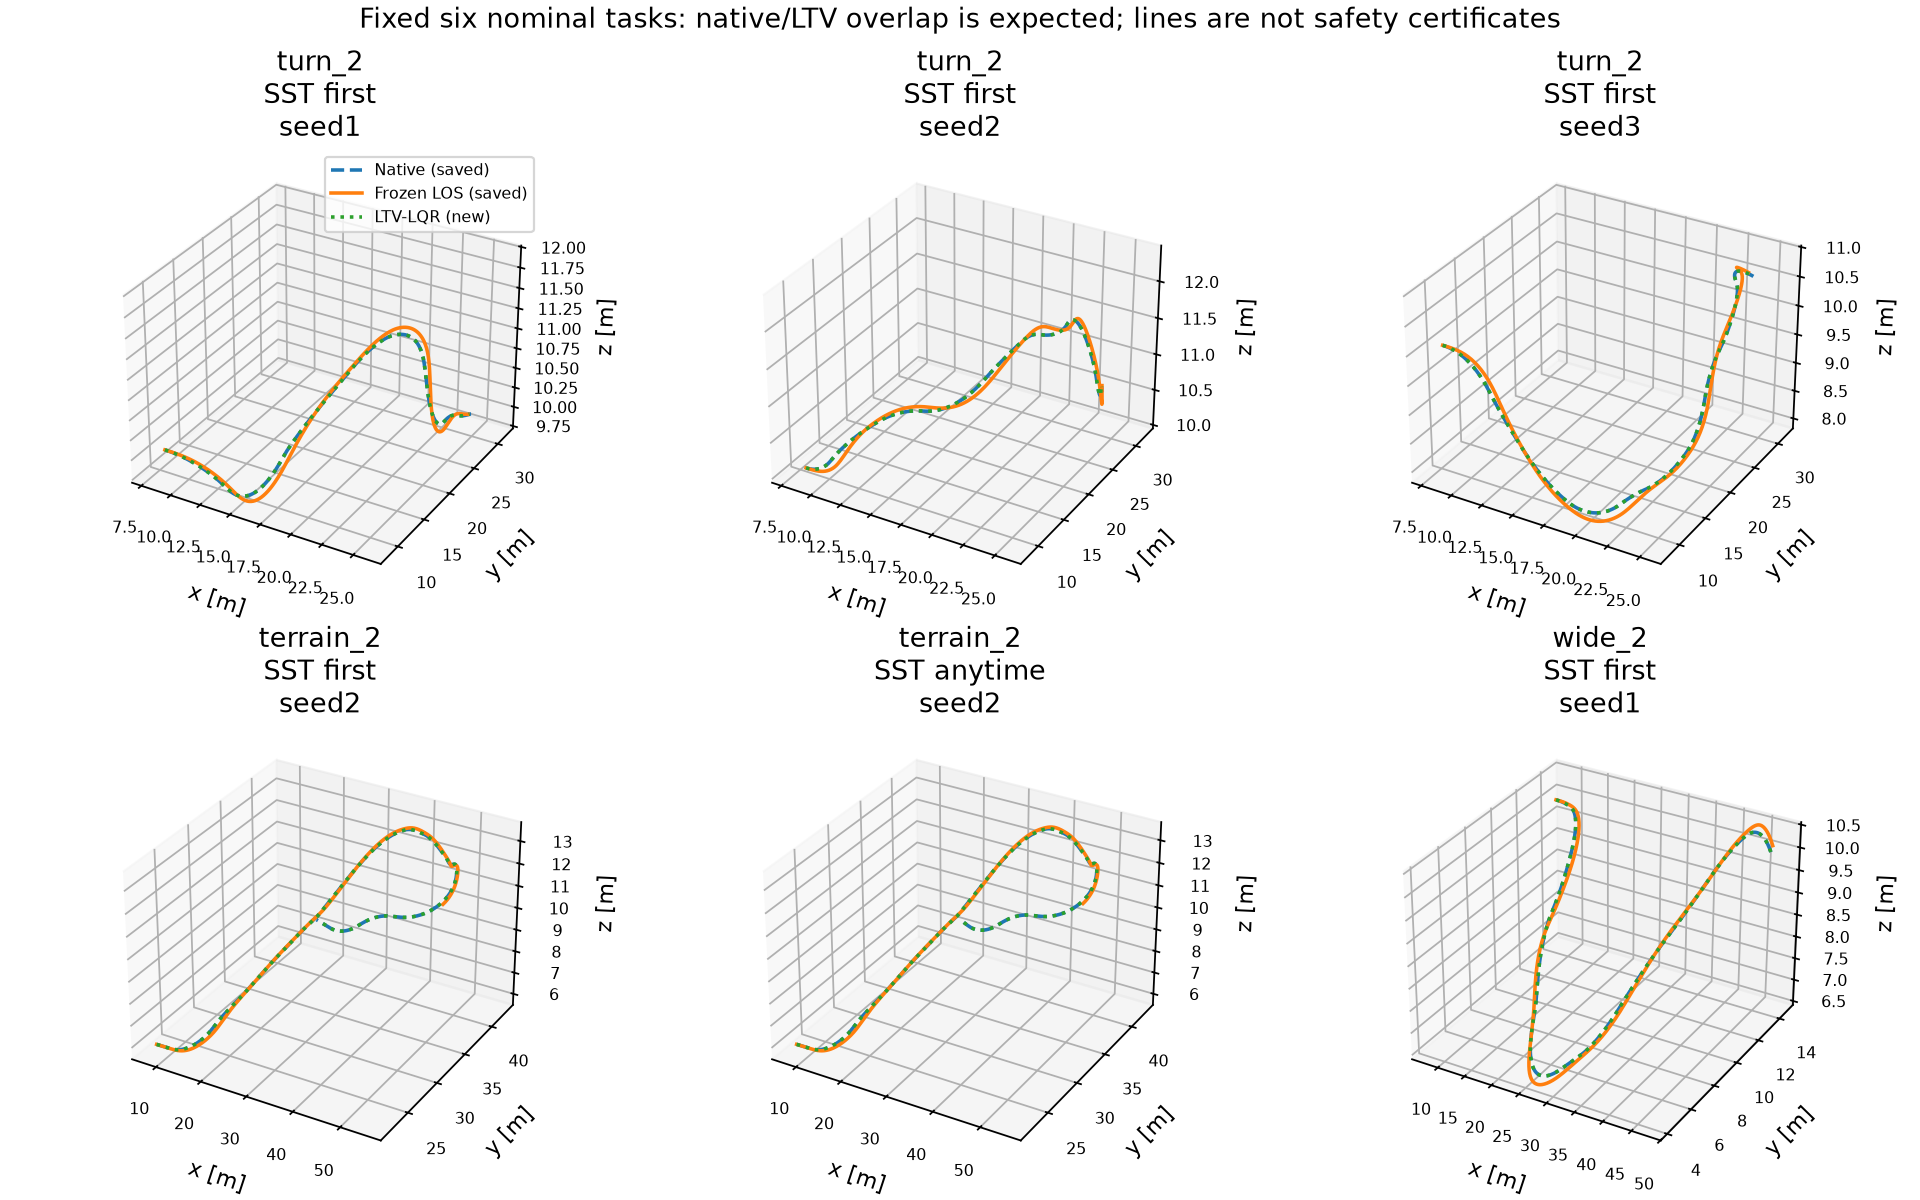 Fixed six nominal tasks: native/LTV overlap is expected; lines are not safety certificates
turn_2
SST first
seed1
Native (saved)
Frozen LOS (saved)
LTV-LQR (new)
12.00
11.75
11.50
11.25
11.00
10.75
10.50
10.25
10.00
9.75
z [m]
30
25
20
15
10
y [m]
7.5
10.0
12.5
15.0
17.5
20.0
22.5
25.0
x [m]
turn_2
SST first
seed2
12.0
11.5
11.0
10.5
10.0
z [m]
30
25
20
15
10
y [m]
7.5
10.0
12.5
15.0
17.5
20.0
22.5
25.0
x [m]
turn_2
SST first
seed3
11.0
10.5
10.0
9.5
9.0
8.5
8.0
z [m]
30
25
20
15
10
y [m]
7.5
10.0
12.5
15.0
17.5
20.0
22.5
25.0
x [m]
terrain_2
SST first
seed2
13
12
11
10
9
8
7
6
z [m]
40
35
30
25
y [m]
10
20
30
40
50
x [m]
terrain_2
SST anytime
seed2
13
12
11
10
9
8
7
6
z [m]
40
35
30
25
y [m]
10
20
30
40
50
x [m]
wide_2
SST first
seed1
10.5
10.0
9.5
9.0
8.5
8.0
7.5
7.0
6.5
z [m]
14
12
10
8
6
4
y [m]
10
15
20
25
30
35
40
45
50
x [m]